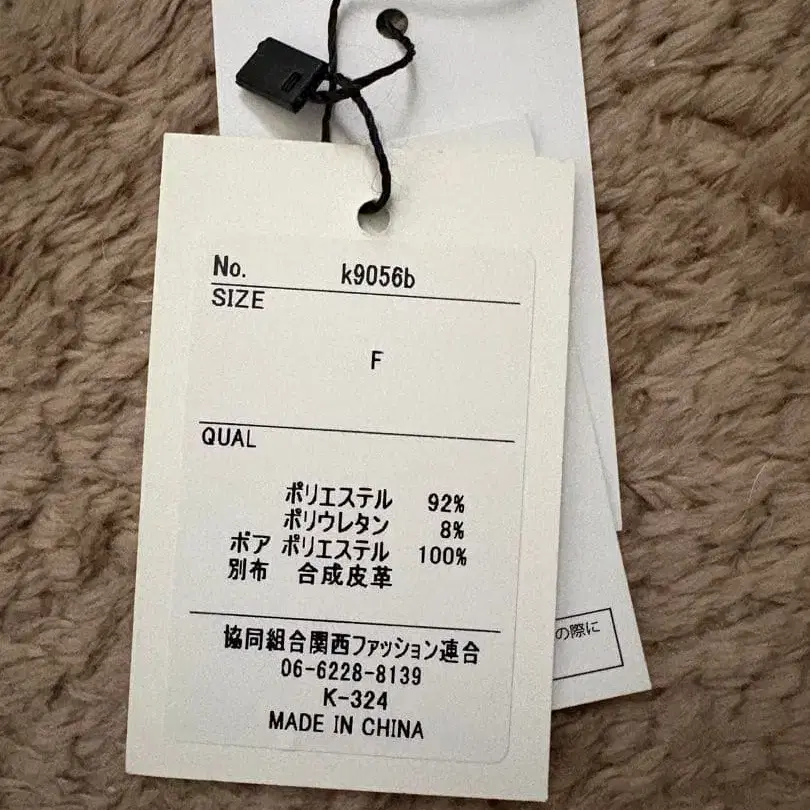 No. k9056b
SIZE
F
QUAL
ポリエステル 92%
ポリウレタン 8%
ボア ポリエステル 100%
別布 合成皮革
協同組合関西ファッション連合
06-6228-8139
K-324
MADE IN CHINA
の際に